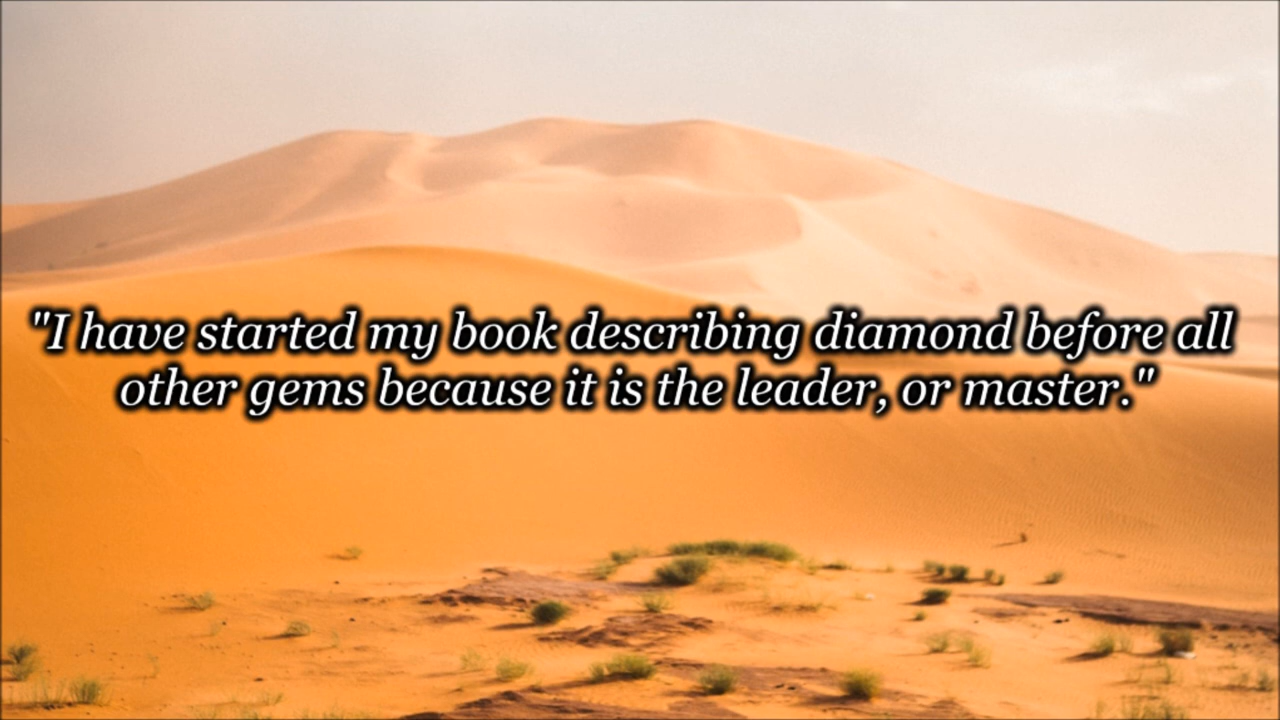 "I have started my book describing diamond before all
other gems because it is the leader, or master."